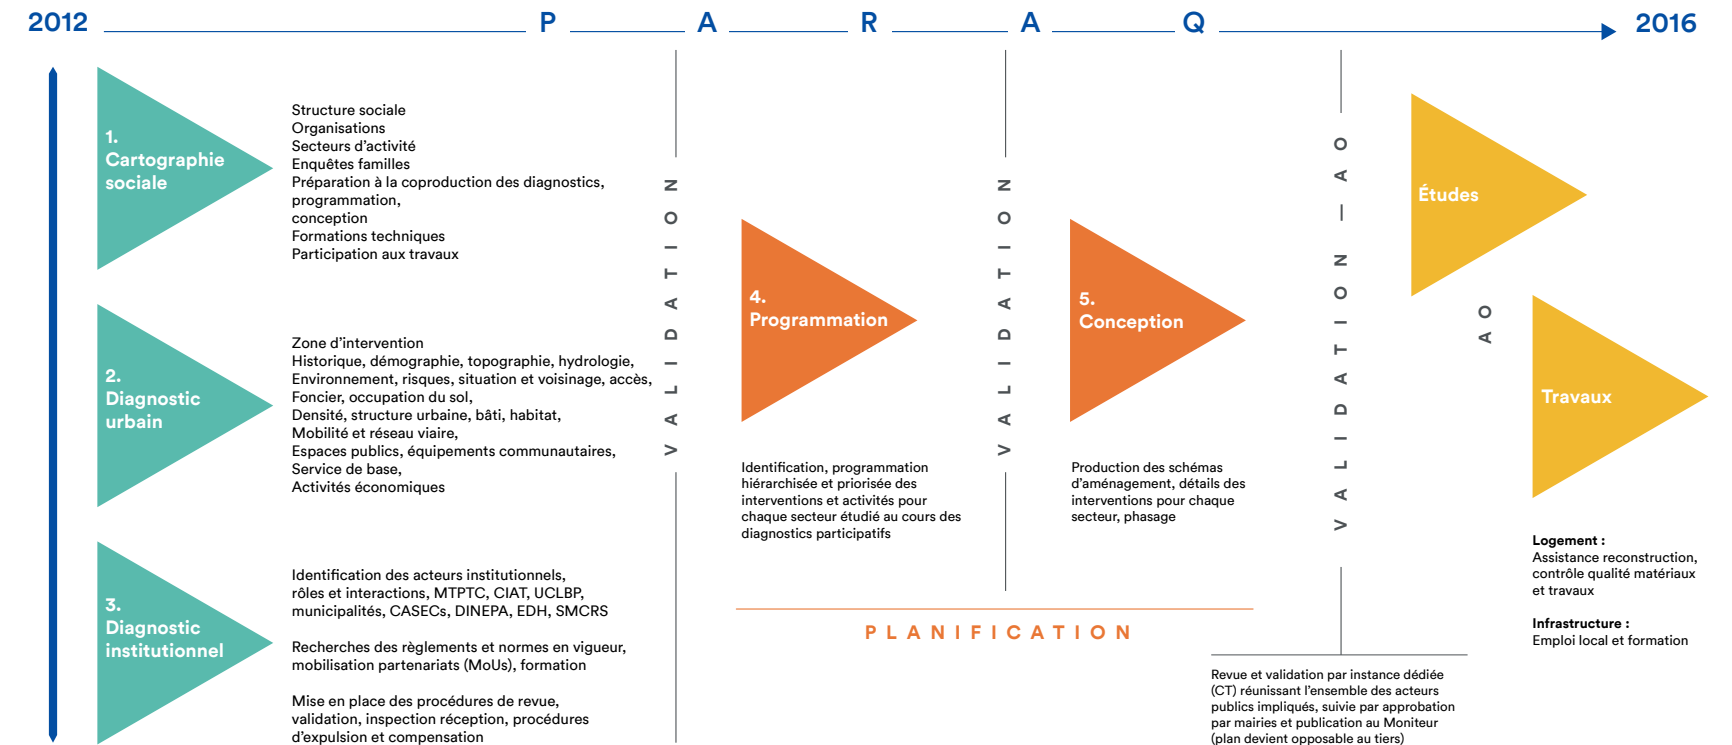 2012 P A R A Q 2016
1.
Cartographie
sociale
Structure sociale
Organisations
Secteurs d’activité
Enquêtes familles
Préparation à la coproduction des diagnostics,
programmation,
conception
Formations techniques
Participation aux travaux
2.
Diagnostic
urbain
Zone d’intervention
Historique, démographie, topographie, hydrologie,
Environnement, risques, situation et voisinage, accès,
Foncier, occupation du sol,
Densité, structure urbaine, bâti, habitat,
Mobilité et réseau viaire,
Espaces publics, équipements communautaires,
Service de base,
Activités économiques
3.
Diagnostic
institutionnel
Identification des acteurs institutionnels,
rôles et interactions, MTPTC, CIAT, UCLBP,
municipalités, CASECs, DINEPA, EDH, SMCRS
Recherches des règlements et normes en vigueur,
mobilisation partenariats (MoUs), formation
Mise en place des procédures de revue,
validation, inspection réception, procédures
d’expulsion et compensation
VALIDATION
4.
Programmation
Identification, programmation
hiérarchisée et priorisée des
interventions et activités pour
chaque secteur étudié au cours des
diagnostics participatifs
VALIDATION
5.
Conception
Production des schémas
d’aménagement, détails des
interventions pour chaque
secteur, phasage
PLANIFICATION
VALIDATION — AO
Revue et validation par instance dédiée
(CT) réunissant l’ensemble des acteurs
publics impliqués, suivie par approbation
par mairies et publication au Moniteur
(plan devient opposable au tiers)
Études
AO
Travaux
Logement :
Assistance reconstruction,
contrôle qualité matériaux
et travaux
Infrastructure :
Emploi local et formation